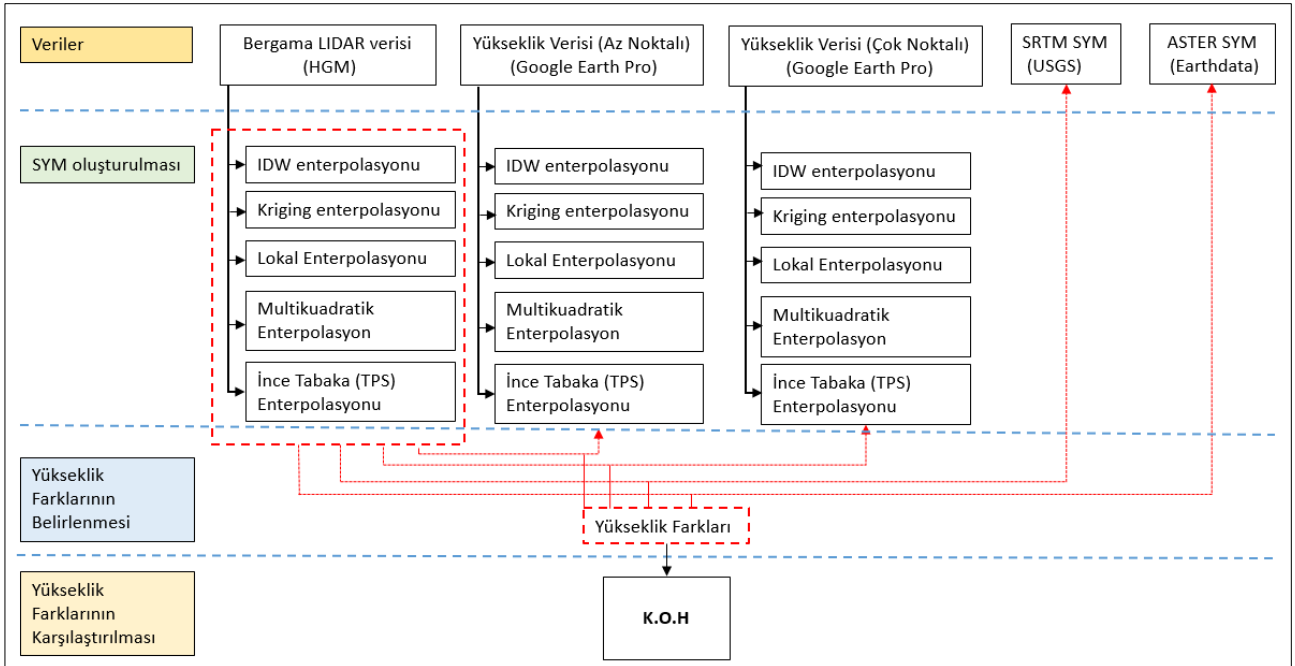 Veriler
Bergama LIDAR verisi
(HGM)
Yükseklik Verisi (Az Noktalı)
(Google Earth Pro)
Yükseklik Verisi (Çok Noktalı)
(Google Earth Pro)
SRTM SYM
(USGS)
ASTER SYM
(Earthdata)
SYM oluşturulması
IDW enterpolasyonu
Kriging enterpolasyonu
Lokal Enterpolasyonu
Multikuadratik
Enterpolasyon
İnce Tabaka (TPS)
Enterpolasyonu
IDW enterpolasyonu
Kriging enterpolasyonu
Lokal Enterpolasyonu
Multikuadratik
Enterpolasyon
İnce Tabaka (TPS)
Enterpolasyonu
IDW enterpolasyonu
Kriging enterpolasyonu
Lokal Enterpolasyonu
Multikuadratik
Enterpolasyon
İnce Tabaka (TPS)
Enterpolasyonu
Yükseklik
Farklarının
Belirlenmesi
Yükseklik Farkları
Yükseklik
Farklarının
Karşılaştırılması
K.O.H